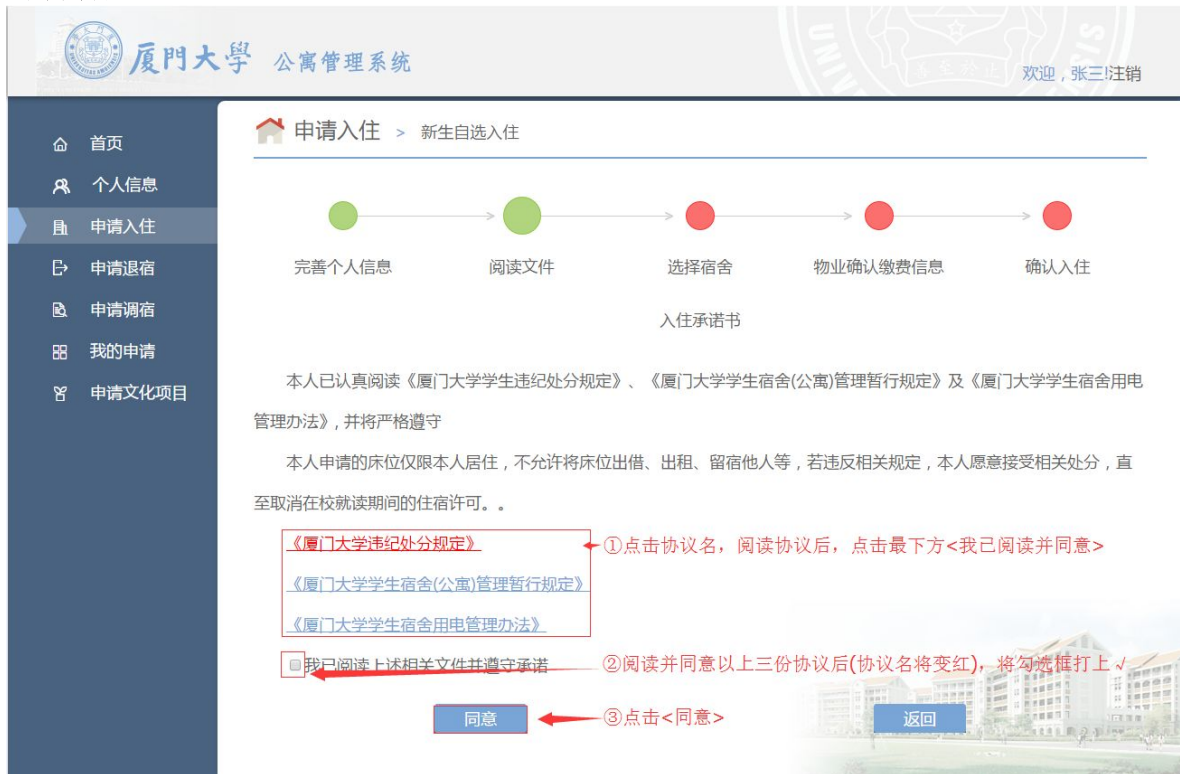 厦門大學 公寓管理系统
欢迎，张三!注销
首页
个人信息
申请入住
申请退宿
申请调宿
我的申请
申请文化项目
申请入住 > 新生自选入住
完善个人信息
阅读文件
选择宿舍
物业确认缴费信息
确认入住
入住承诺书
本人已认真阅读《厦门大学学生违纪处分规定》、《厦门大学学生宿舍(公寓)管理暂行规定》及《厦门大学学生宿舍用电
管理办法》, 并将严格遵守
本人申请的床位仅限本人居住，不允许将床位出借、出租、留宿他人等，若违反相关规定，本人愿意接受相关处分，直
至取消在校就读期间的住宿许可。。
《厦门大学违纪处分规定》
①点击协议名，阅读协议后，点击最下方<我已阅读并同意>
《厦门大学学生宿舍(公寓)管理暂行规定》
《厦门大学学生宿舍用电管理办法》
我已阅读上述相关文件并遵守承诺
②阅读并同意以上三份协议后(协议名将变红)，将勾选框打上√
同意
③点击<同意>
返回